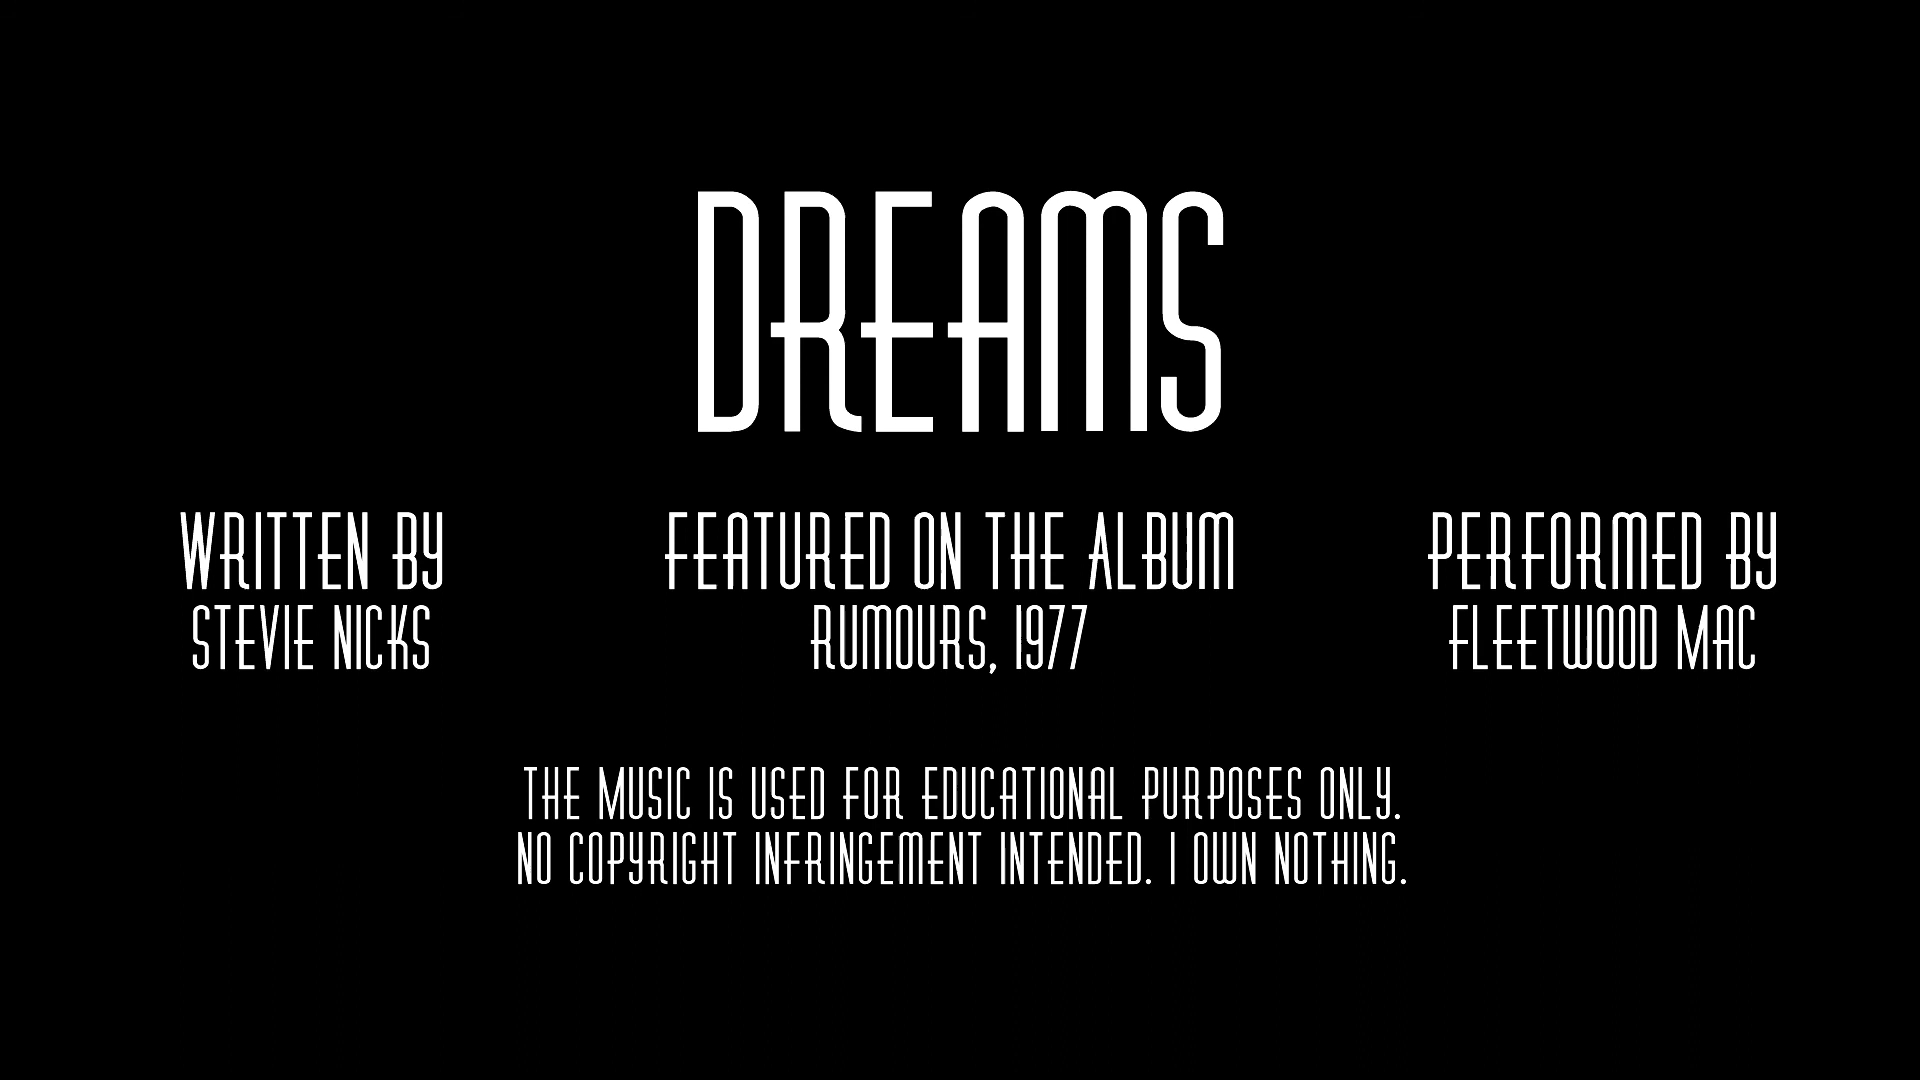 DREAMS
WRITTEN BY
STEVIE NICKS
FEATURED ON THE ALBUM
RUMOURS, 1977
PERFORMED BY
FLEETWOOD MAC
THE MUSIC IS USED FOR EDUCATIONAL PURPOSES ONLY.
NO COPYRIGHT INFRINGEMENT INTENDED. I OWN NOTHING.